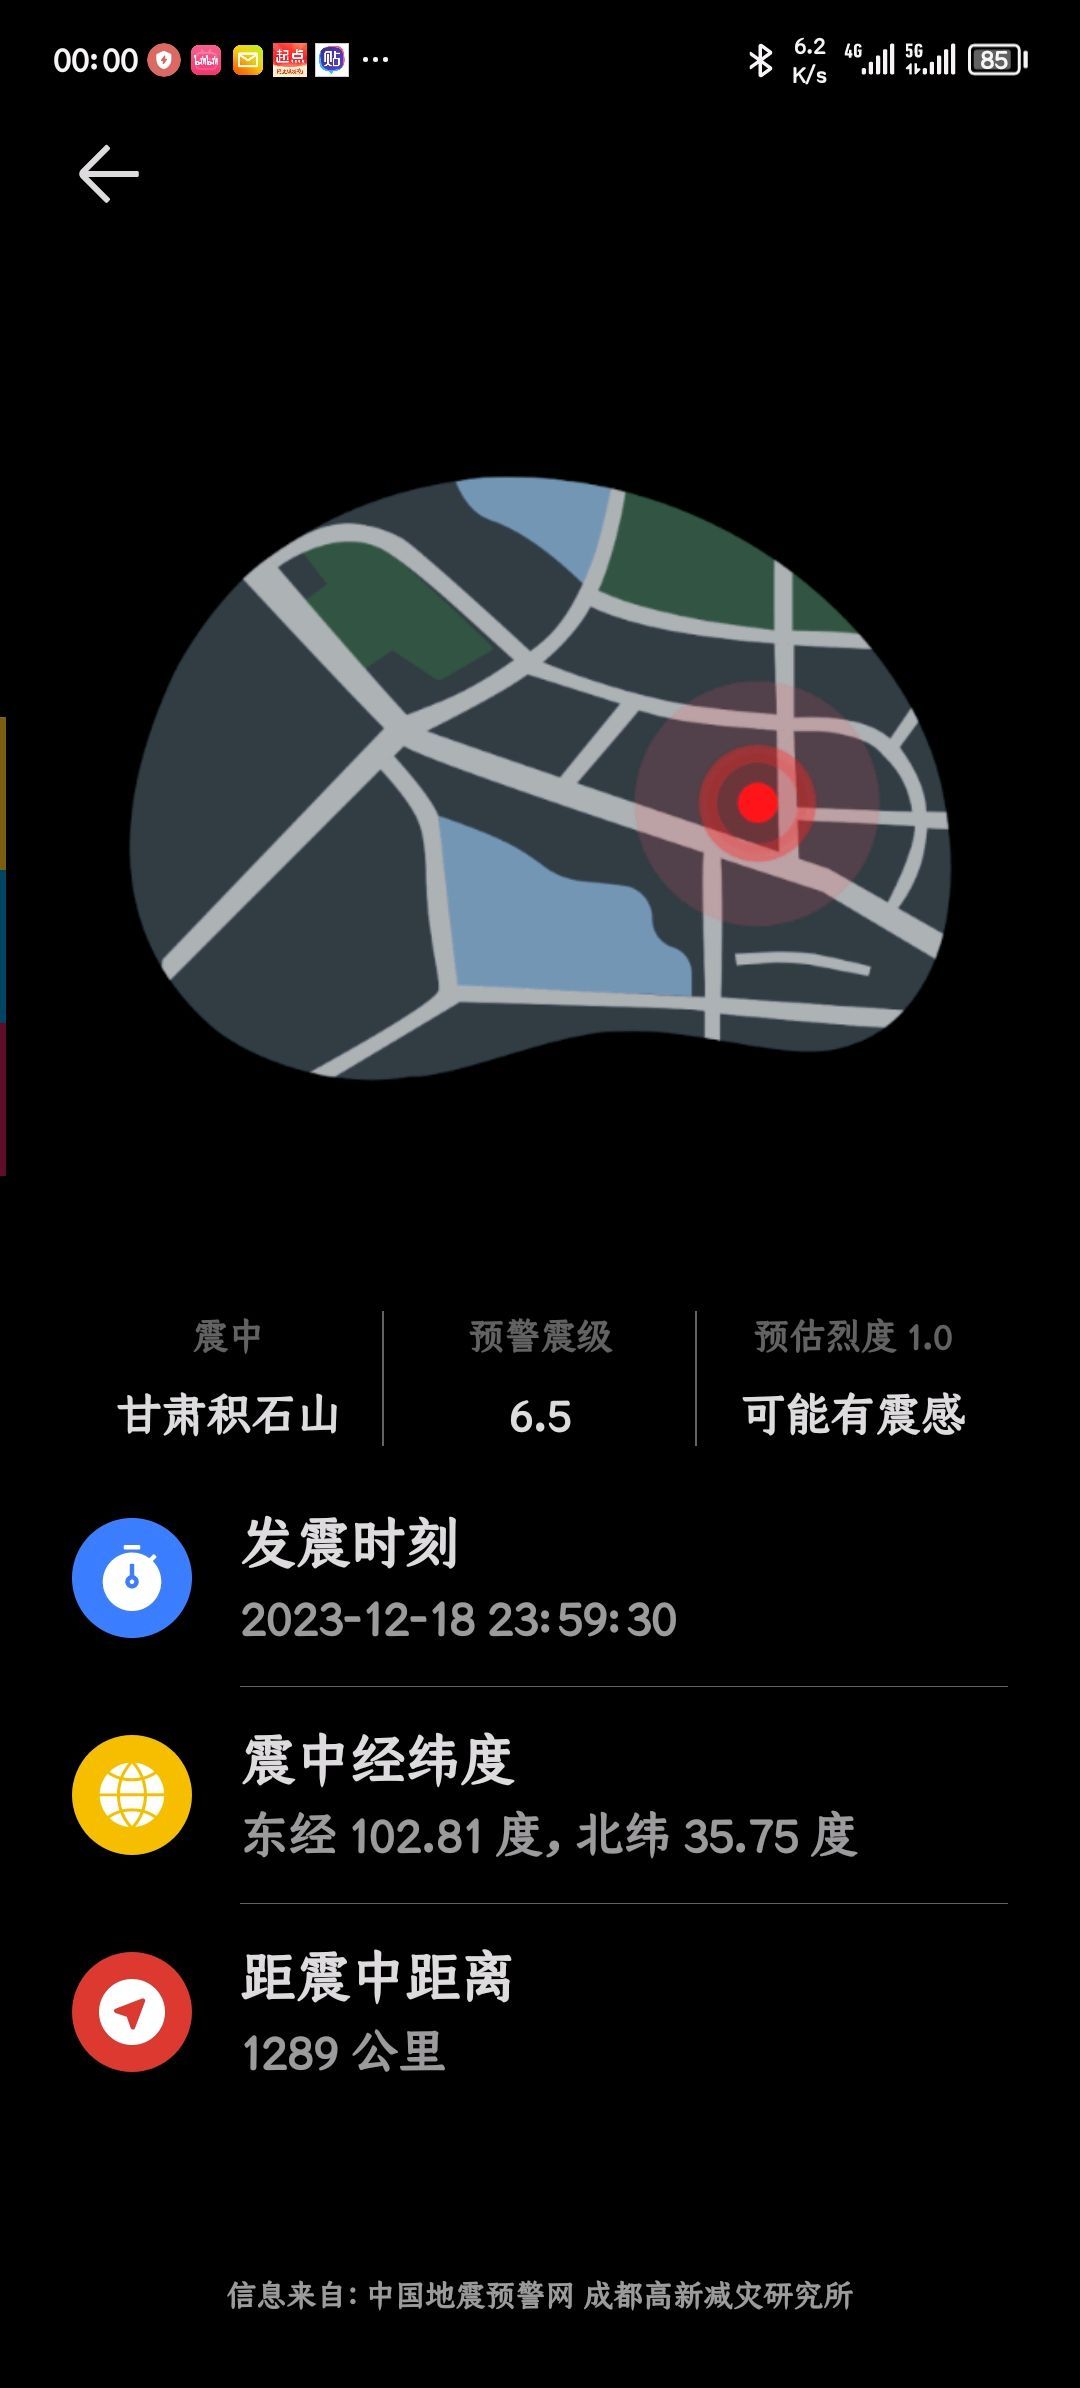 00:00
bilibili
起点
贴
6.2
K/s
4G
5G
85
震中
甘肃积石山
预警震级
6.5
预估烈度 1.0
可能有震感
发震时刻
2023-12-18 23:59:30
震中经纬度
东经 102.81 度, 北纬 35.75 度
距震中距离
1289 公里
信息来自: 中国地震预警网 成都高新减灾研究所